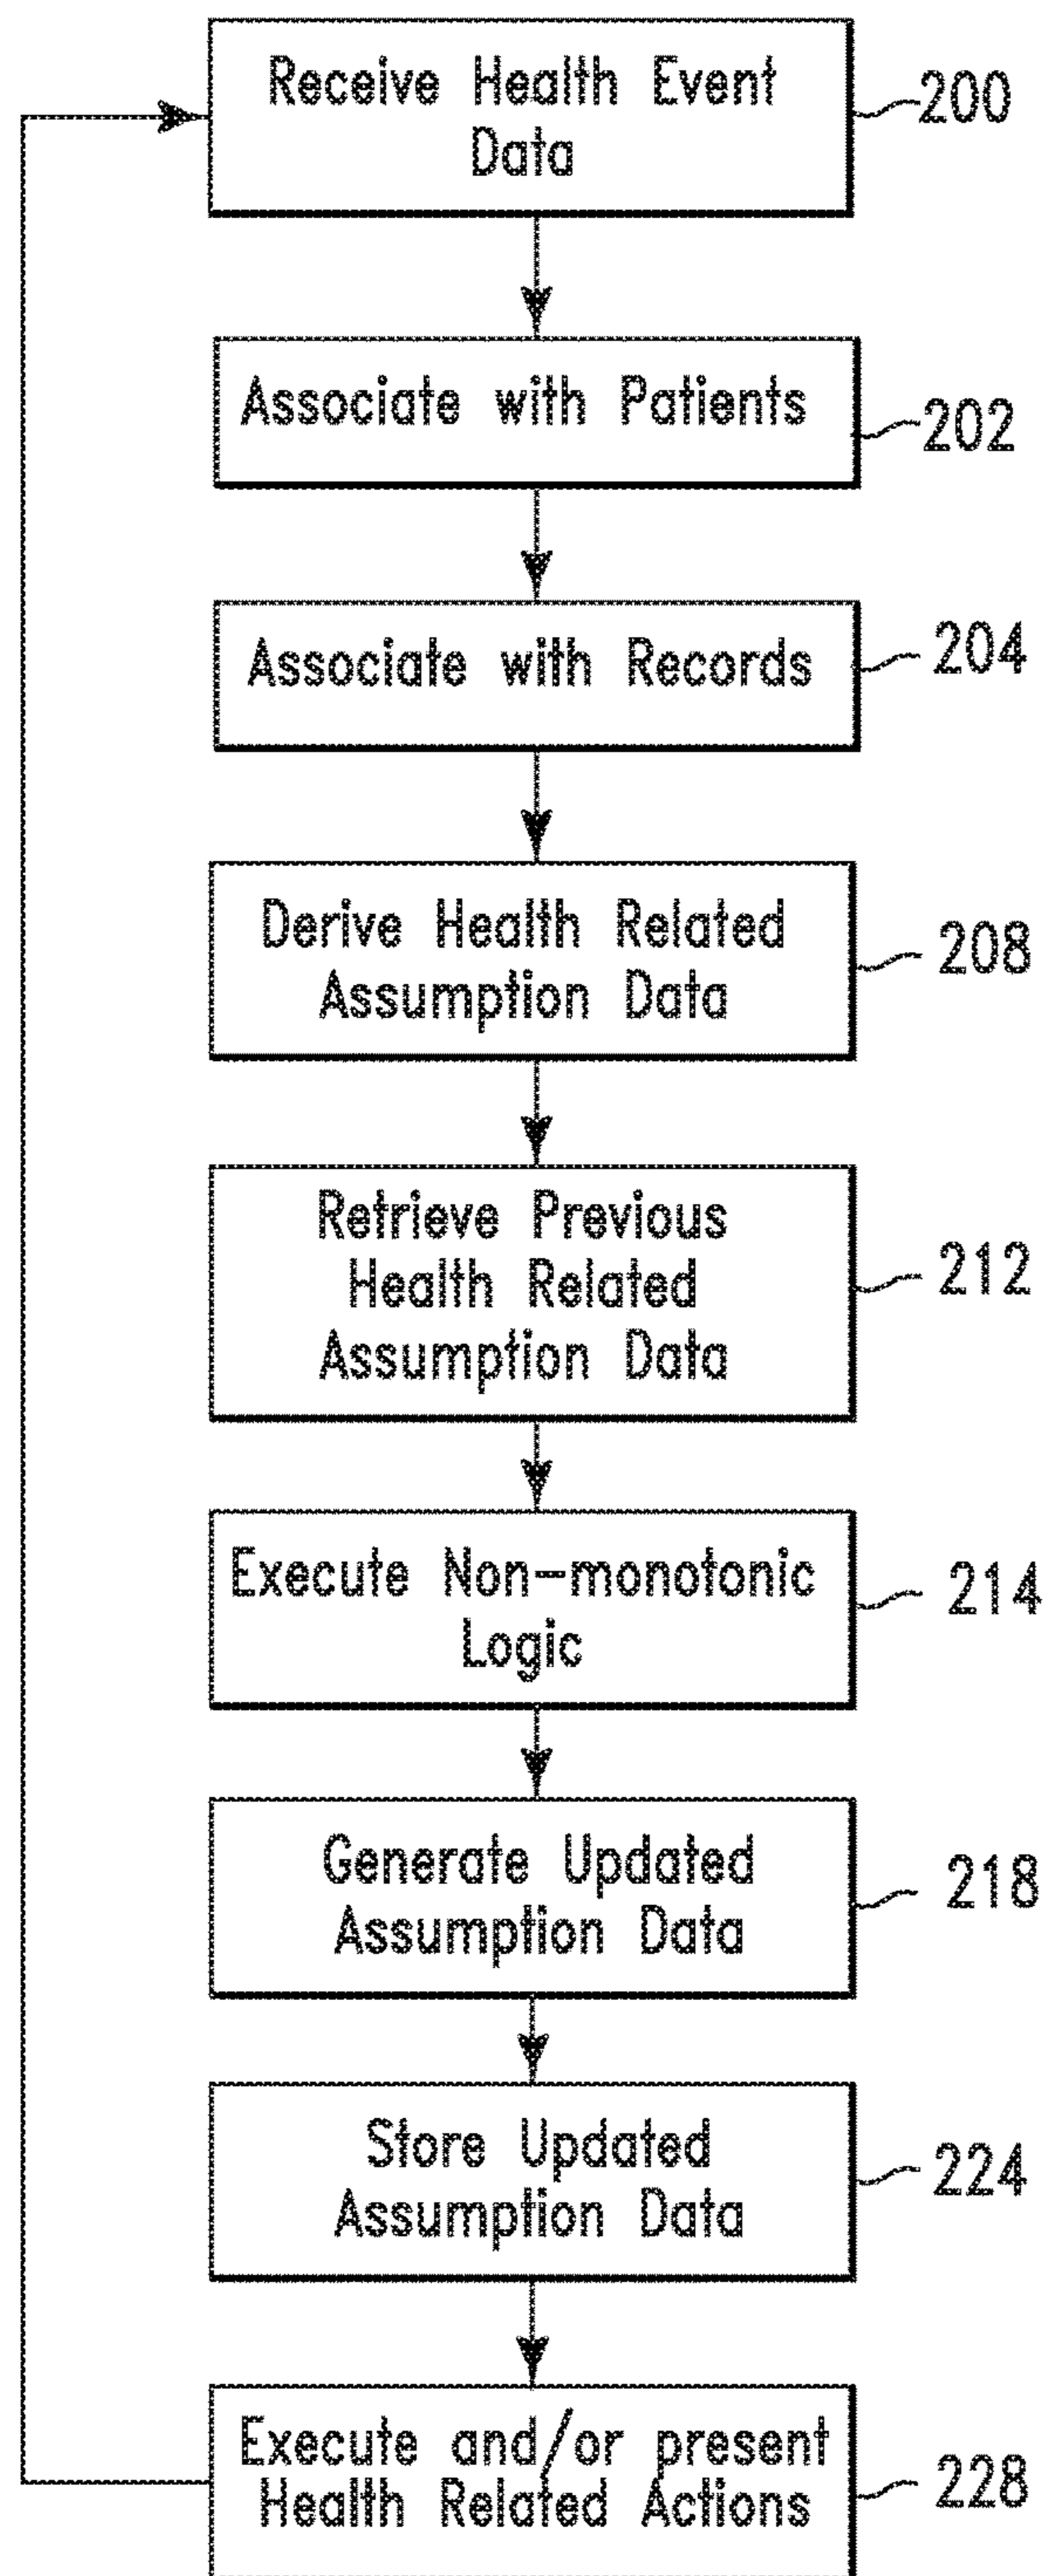 Receive Health Event
Data
200
Associate with Patients
202
Associate with Records
204
Derive Health Related
Assumption Data
208
Retrieve Previous
Health Related
Assumption Data
212
Execute Non-monotonic
Logic
214
Generate Updated
Assumption Data
218
Store Updated
Assumption Data
224
Execute and/or present
Health Related Actions
228